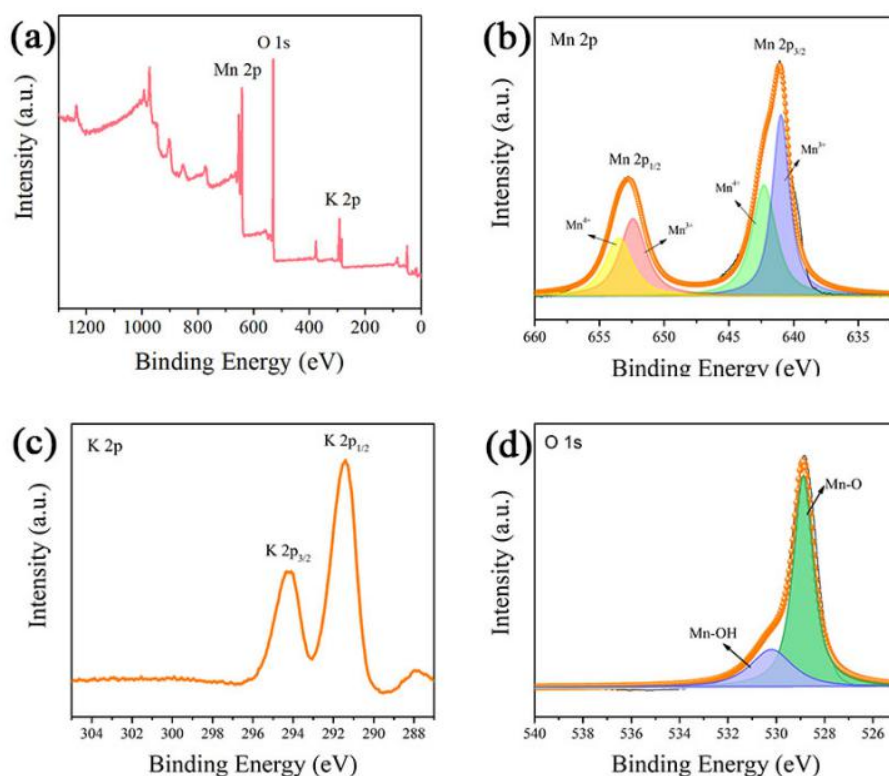 (a)
O 1s
Mn 2p
K 2p
Intensity (a.u.)
1200 1000 800 600 400 200 0
Binding Energy (eV)
(b)
Mn 2p
Mn 2p3/2
Mn 2p1/2
Mn4+
Mn3+
Mn4+
Mn3+
Intensity (a.u.)
660 655 650 645 640 635
Binding Energy (eV)
(c)
K 2p
K 2p1/2
K 2p3/2
Intensity (a.u.)
304 302 300 298 296 294 292 290 288
Binding Energy (eV)
(d)
O 1s
Mn-O
Mn-OH
Intensity (a.u.)
540 538 536 534 532 530 528 526
Binding Energy (eV)